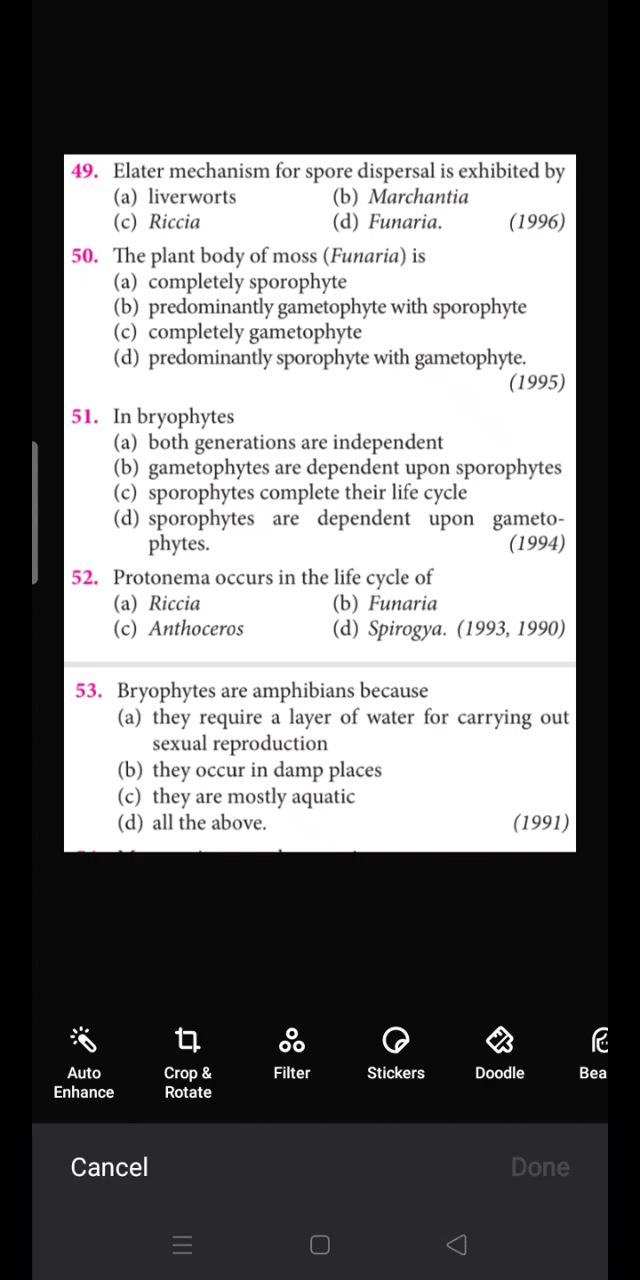 49. Elater mechanism for spore dispersal is exhibited by
(a) liverworts (b) Marchantia
(c) Riccia (d) Funaria. (1996)
50. The plant body of moss (Funaria) is
(a) completely sporophyte
(b) predominantly gametophyte with sporophyte
(c) completely gametophyte
(d) predominantly sporophyte with gametophyte.
(1995)
51. In bryophytes
(a) both generations are independent
(b) gametophytes are dependent upon sporophytes
(c) sporophytes complete their life cycle
(d) sporophytes are dependent upon gameto-
phytes. (1994)
52. Protonema occurs in the life cycle of
(a) Riccia (b) Funaria
(c) Anthoceros (d) Spirogya. (1993, 1990)
53. Bryophytes are amphibians because
(a) they require a layer of water for carrying out
sexual reproduction
(b) they occur in damp places
(c) they are mostly aquatic
(d) all the above. (1991)
Auto Crop & Filter Stickers Doodle Bea
Enhance Rotate
Cancel Done